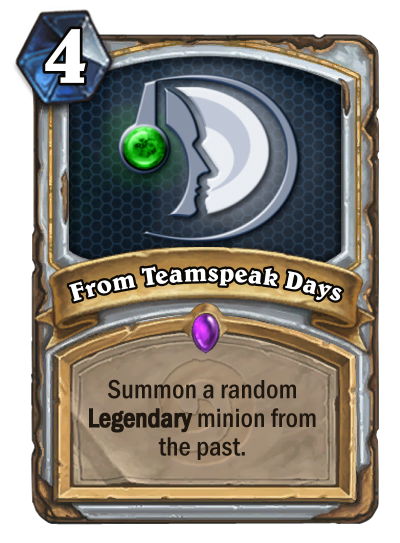 4
From Teamspeak Days
Summon a random
Legendary minion from
the past.